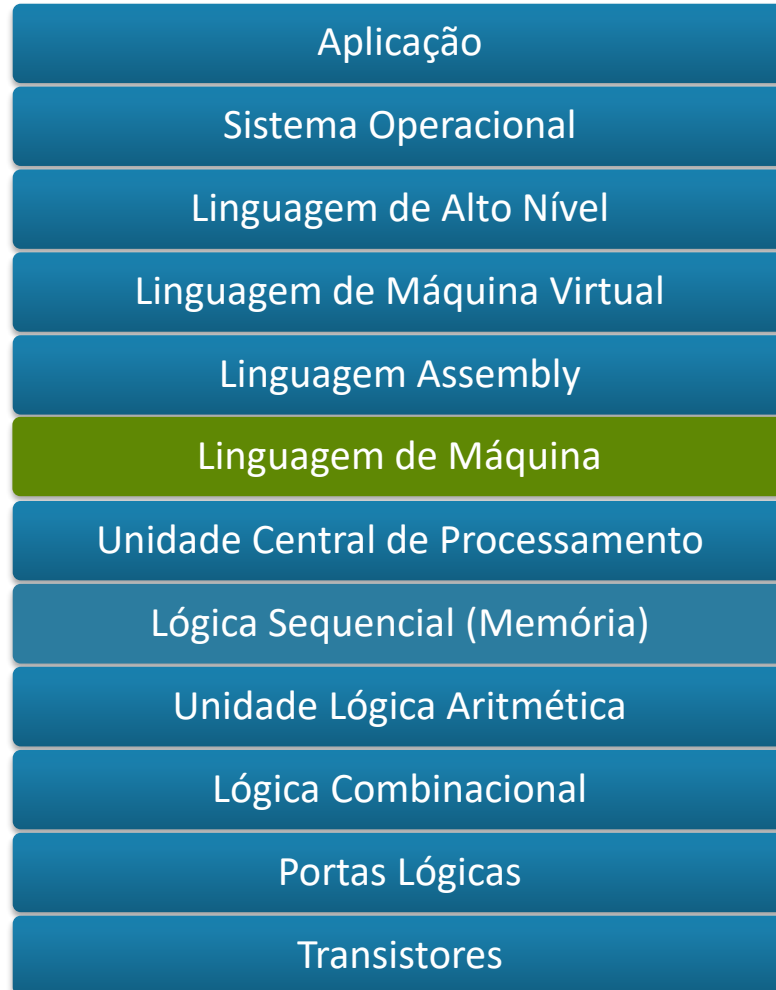 Aplicação
Sistema Operacional
Linguagem de Alto Nível
Linguagem de Máquina Virtual
Linguagem Assembly
Linguagem de Máquina
Unidade Central de Processamento
Lógica Sequencial (Memória)
Unidade Lógica Aritmética
Lógica Combinacional
Portas Lógicas
Transistores